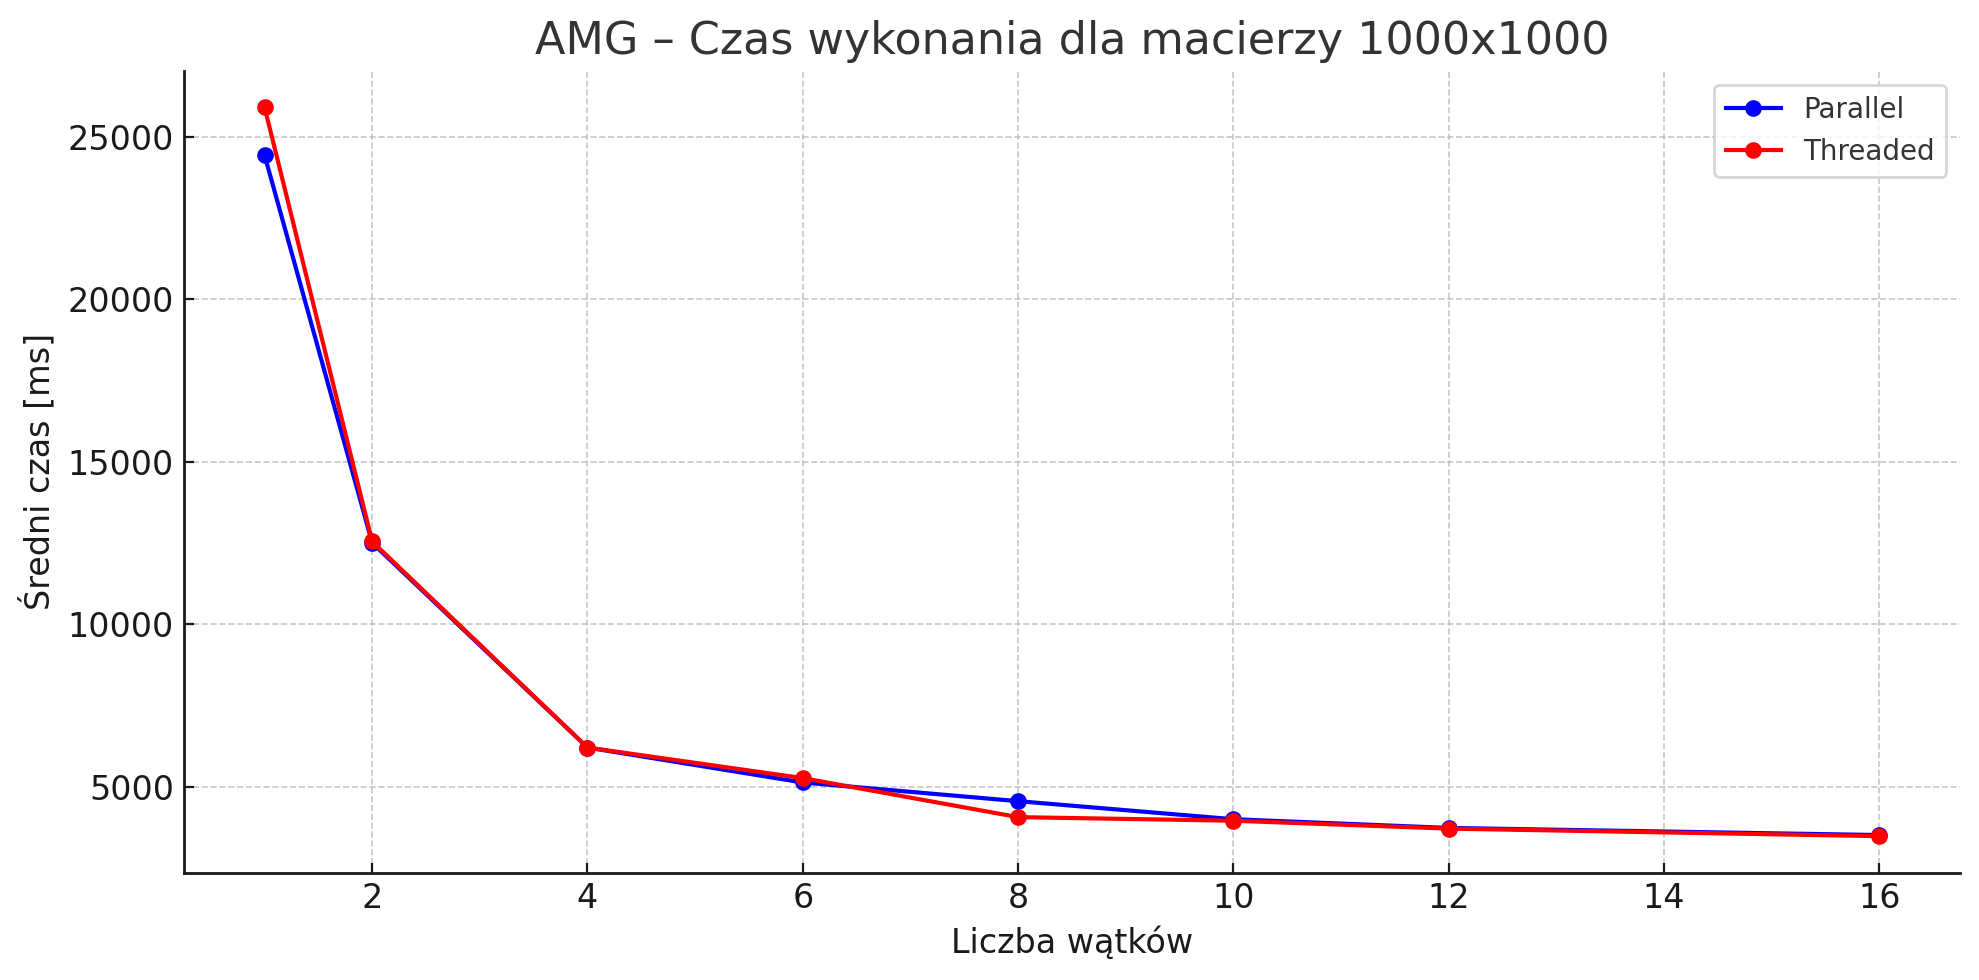 AMG – Czas wykonania dla macierzy 1000x1000
Parallel
Threaded
25000
20000
15000
10000
5000
Średni czas [ms]
2 4 6 8 10 12 14 16
Liczba wątków